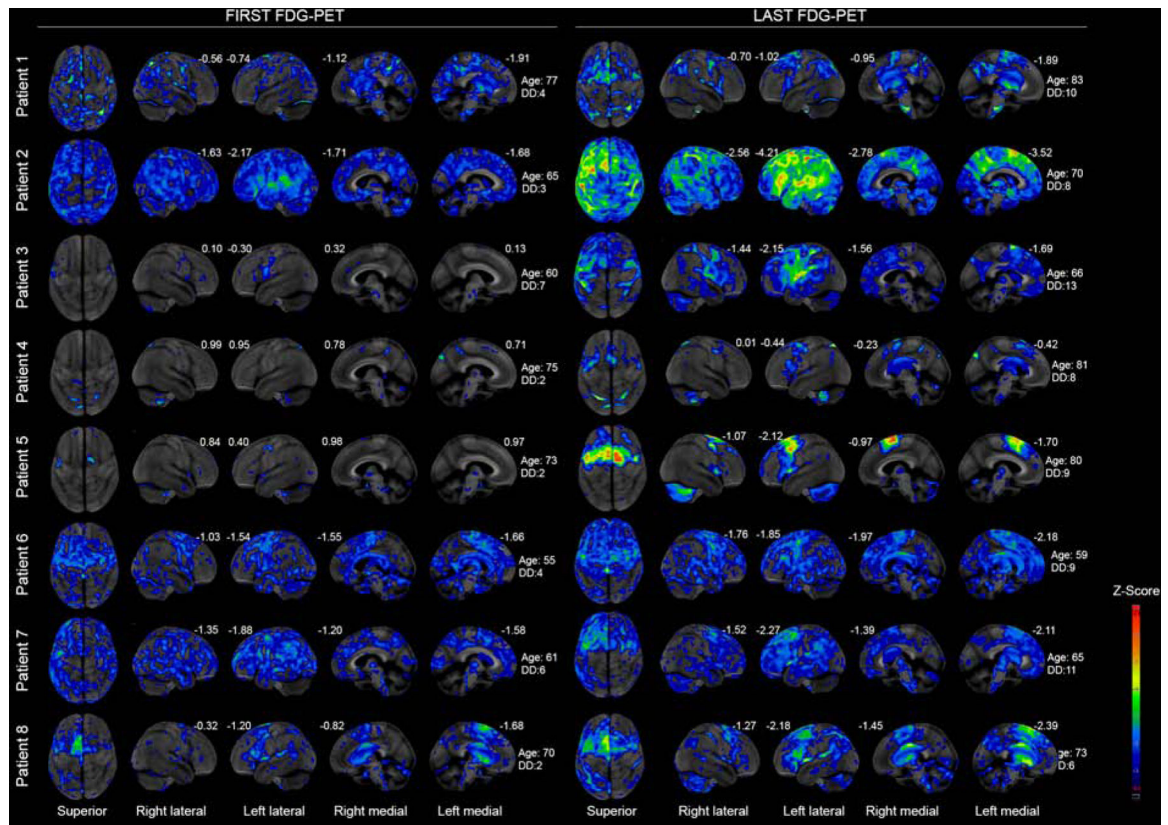 FIRST FDG-PET LAST FDG-PET
Patient 1 -0.56 -0.74 -1.12 -1.91 Age: 77 DD:4 -0.70 -1.02 -0.95 -1.89 Age: 83 DD:10
Patient 2 -1.63 -2.17 -1.71 -1.68 Age: 65 DD:3 -2.56 -4.21 -2.78 -3.52 Age: 70 DD:8
Patient 3 0.10 -0.30 0.32 0.13 Age: 60 DD:7 -1.44 -2.15 -1.56 -1.69 Age: 66 DD:13
Patient 4 0.99 0.95 0.78 0.71 Age: 75 DD:2 0.01 -0.44 -0.23 -0.42 Age: 81 DD:8
Patient 5 0.84 0.40 0.98 0.97 Age: 73 DD:2 -1.07 -2.12 -0.97 -1.70 Age: 80 DD:9
Patient 6 -1.03 -1.54 -1.55 -1.66 Age: 55 DD:4 -1.76 -1.85 -1.97 -2.18 Age: 59 DD:9
Z-Score
Patient 7 -1.35 -1.88 -1.20 -1.58 Age: 61 DD:6 -1.52 -2.27 -1.39 -2.11 Age: 65 DD:11
Patient 8 -0.32 -1.20 -0.82 -1.68 Age: 70 DD:2 -1.27 -2.18 -1.45 -2.39 ge: 73 D:6
Superior Right lateral Left lateral Right medial Left medial Superior Right lateral Left lateral Right medial Left medial